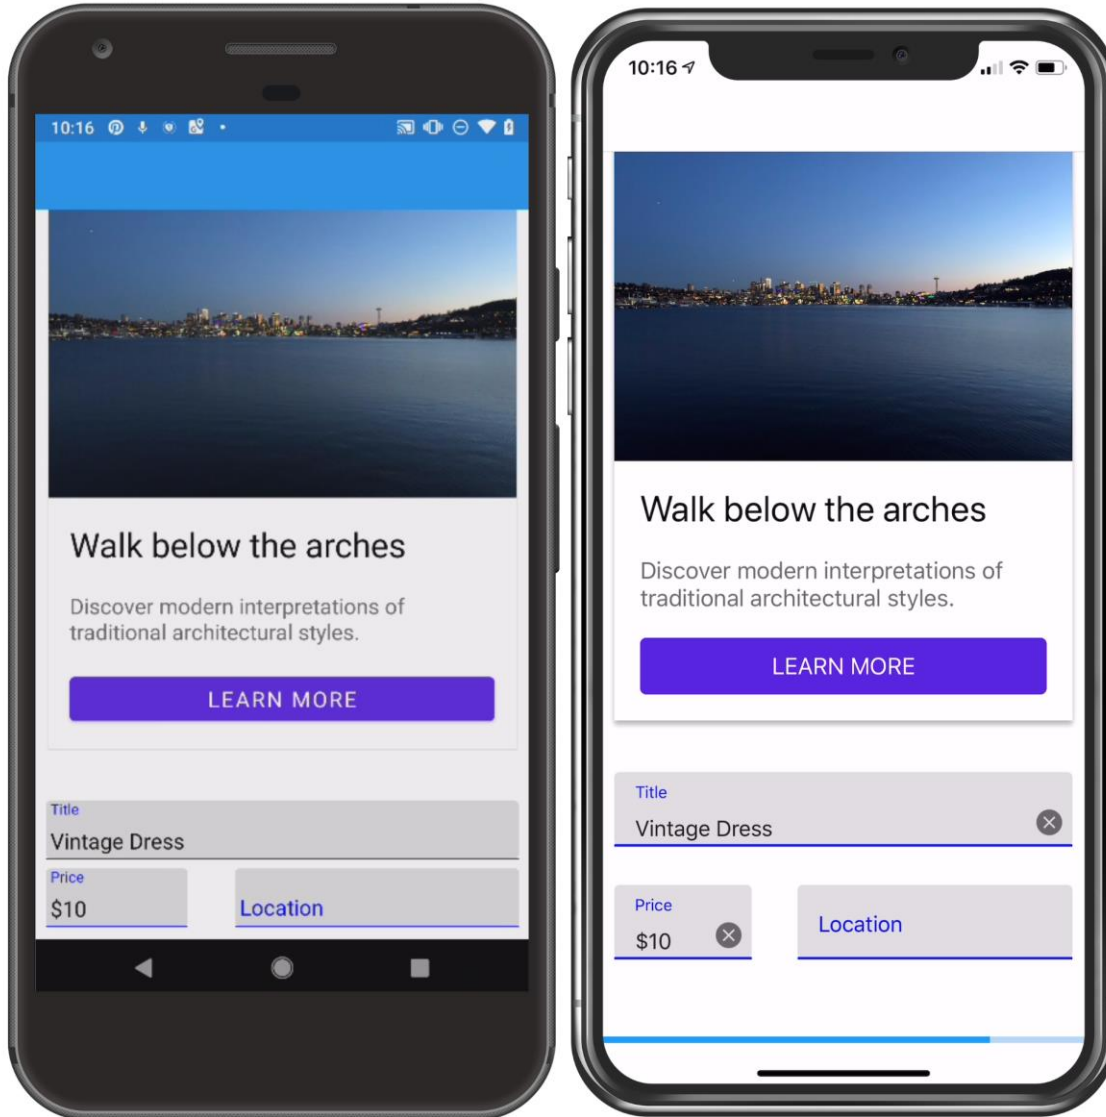 10:16
Walk below the arches
Discover modern interpretations of
traditional architectural styles.
LEARN MORE
Title
Vintage Dress
Price
$10
Location
10:16
Walk below the arches
Discover modern interpretations of
traditional architectural styles.
LEARN MORE
Title
Vintage Dress
Price
$10
Location